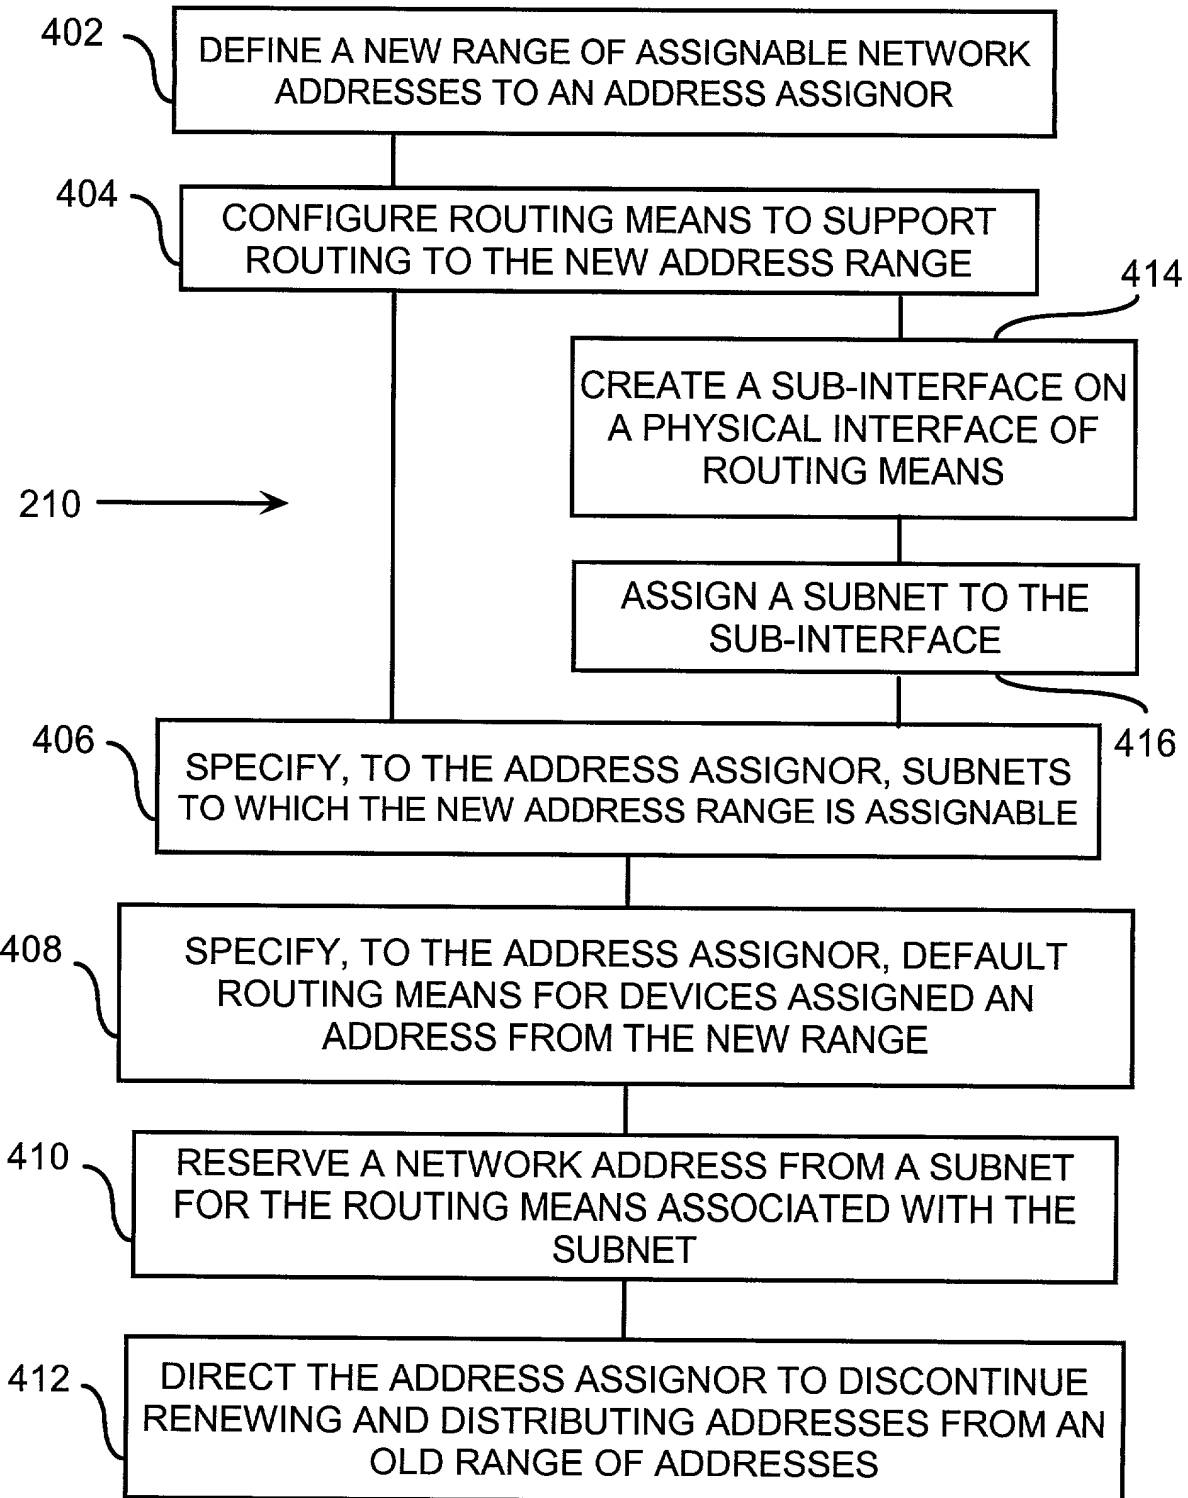 402
DEFINE A NEW RANGE OF ASSIGNABLE NETWORK
ADDRESSES TO AN ADDRESS ASSIGNOR
404
CONFIGURE ROUTING MEANS TO SUPPORT
ROUTING TO THE NEW ADDRESS RANGE
414
CREATE A SUB-INTERFACE ON
A PHYSICAL INTERFACE OF
ROUTING MEANS
210
ASSIGN A SUBNET TO THE
SUB-INTERFACE
416
406
SPECIFY, TO THE ADDRESS ASSIGNOR, SUBNETS
TO WHICH THE NEW ADDRESS RANGE IS ASSIGNABLE
408
SPECIFY, TO THE ADDRESS ASSIGNOR, DEFAULT
ROUTING MEANS FOR DEVICES ASSIGNED AN
ADDRESS FROM THE NEW RANGE
410
RESERVE A NETWORK ADDRESS FROM A SUBNET
FOR THE ROUTING MEANS ASSOCIATED WITH THE
SUBNET
412
DIRECT THE ADDRESS ASSIGNOR TO DISCONTINUE
RENEWING AND DISTRIBUTING ADDRESSES FROM AN
OLD RANGE OF ADDRESSES